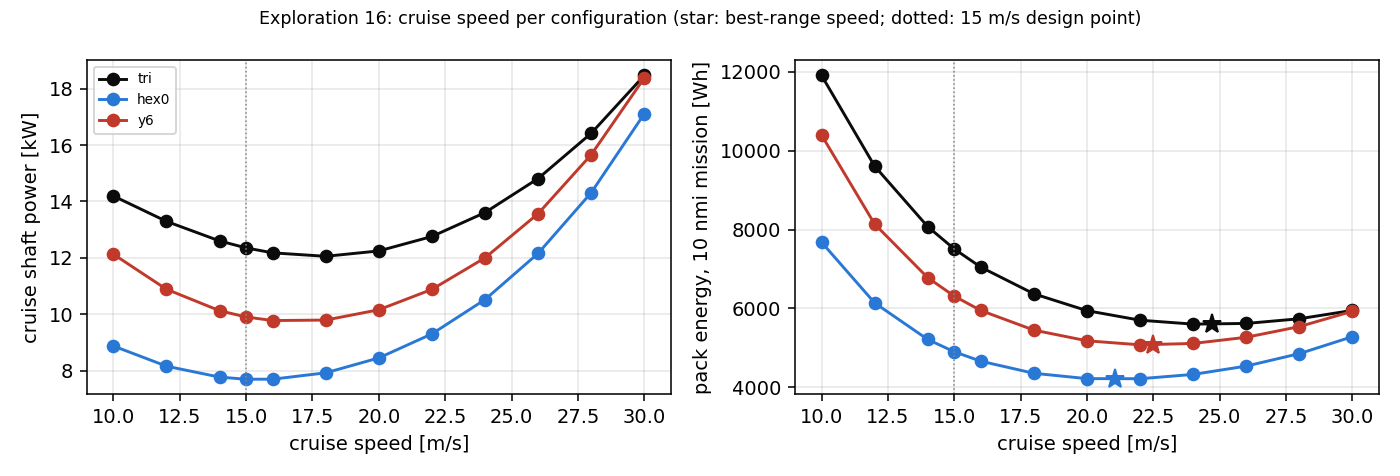 Exploration 16: cruise speed per configuration (star: best-range speed; dotted: 15 m/s design point)
cruise shaft power [kW]
18
16
14
12
10
8
tri
hex0
y6
10.0 12.5 15.0 17.5 20.0 22.5 25.0 27.5 30.0
cruise speed [m/s]
pack energy, 10 nmi mission [Wh]
12000
10000
8000
6000
4000
10.0 12.5 15.0 17.5 20.0 22.5 25.0 27.5 30.0
cruise speed [m/s]